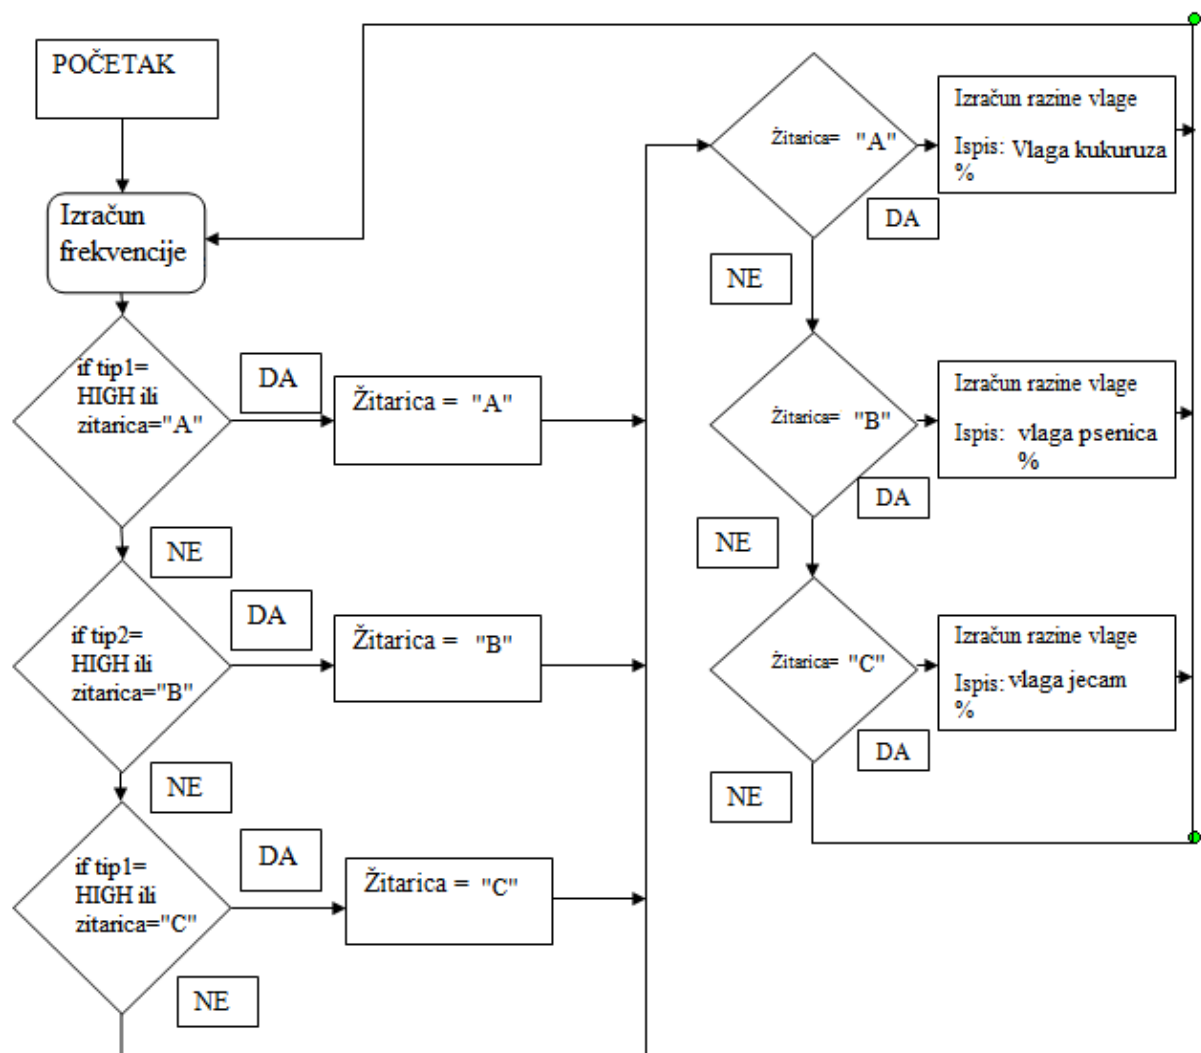 POČETAK
Izračun
frekvencije
if tip1=
HIGH ili
zitarica="A"
DA
Žitarica = "A"
NE
if tip2=
HIGH ili
zitarica="B"
DA
Žitarica = "B"
NE
if tip1=
HIGH ili
zitarica="C"
DA
Žitarica = "C"
NE
Žitarica= "A"
DA
Izračun razine vlage
Ispis: Vlaga kukuruza
%
NE
Žitarica= "B"
DA
Izračun razine vlage
Ispis: vlaga psenica
%
NE
Žitarica= "C"
DA
Izračun razine vlage
Ispis: vlaga jecam
%
NE